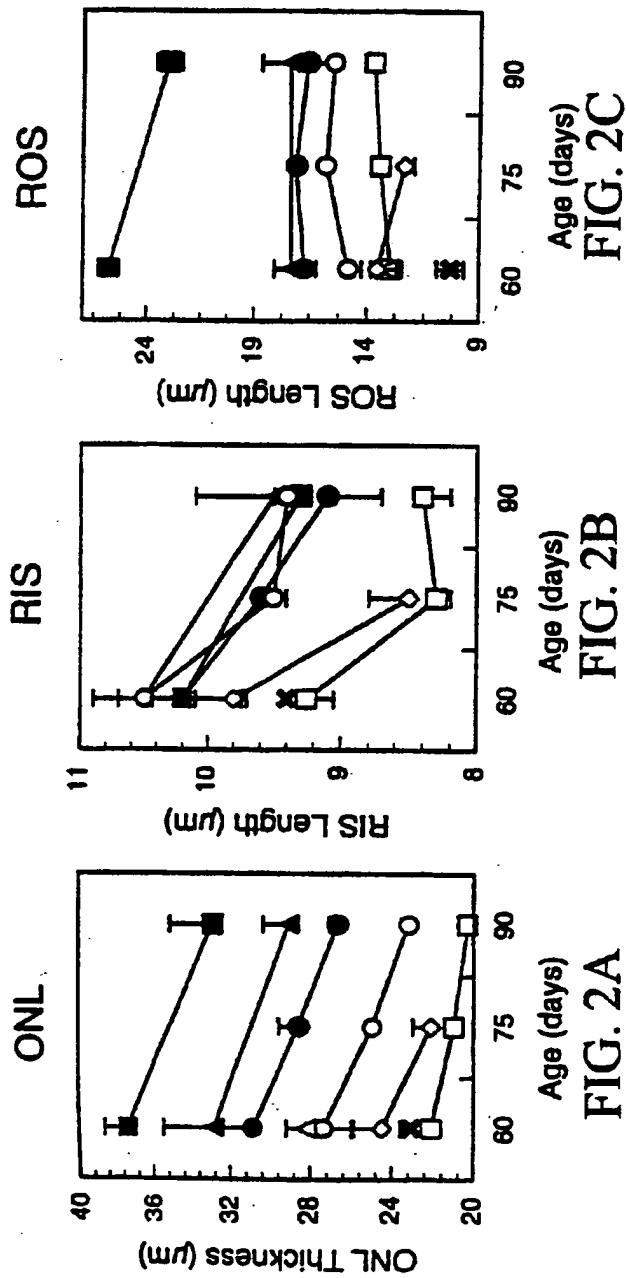 ONL
ONL Thickness (µm)
40
36
32
28
24
20
60
75
90
Age (days)
FIG. 2A
RIS
RIS Length (µm)
11
10
9
8
60
75
90
Age (days)
FIG. 2B
ROS
ROS Length (µm)
24
19
14
9
60
75
90
Age (days)
FIG. 2C